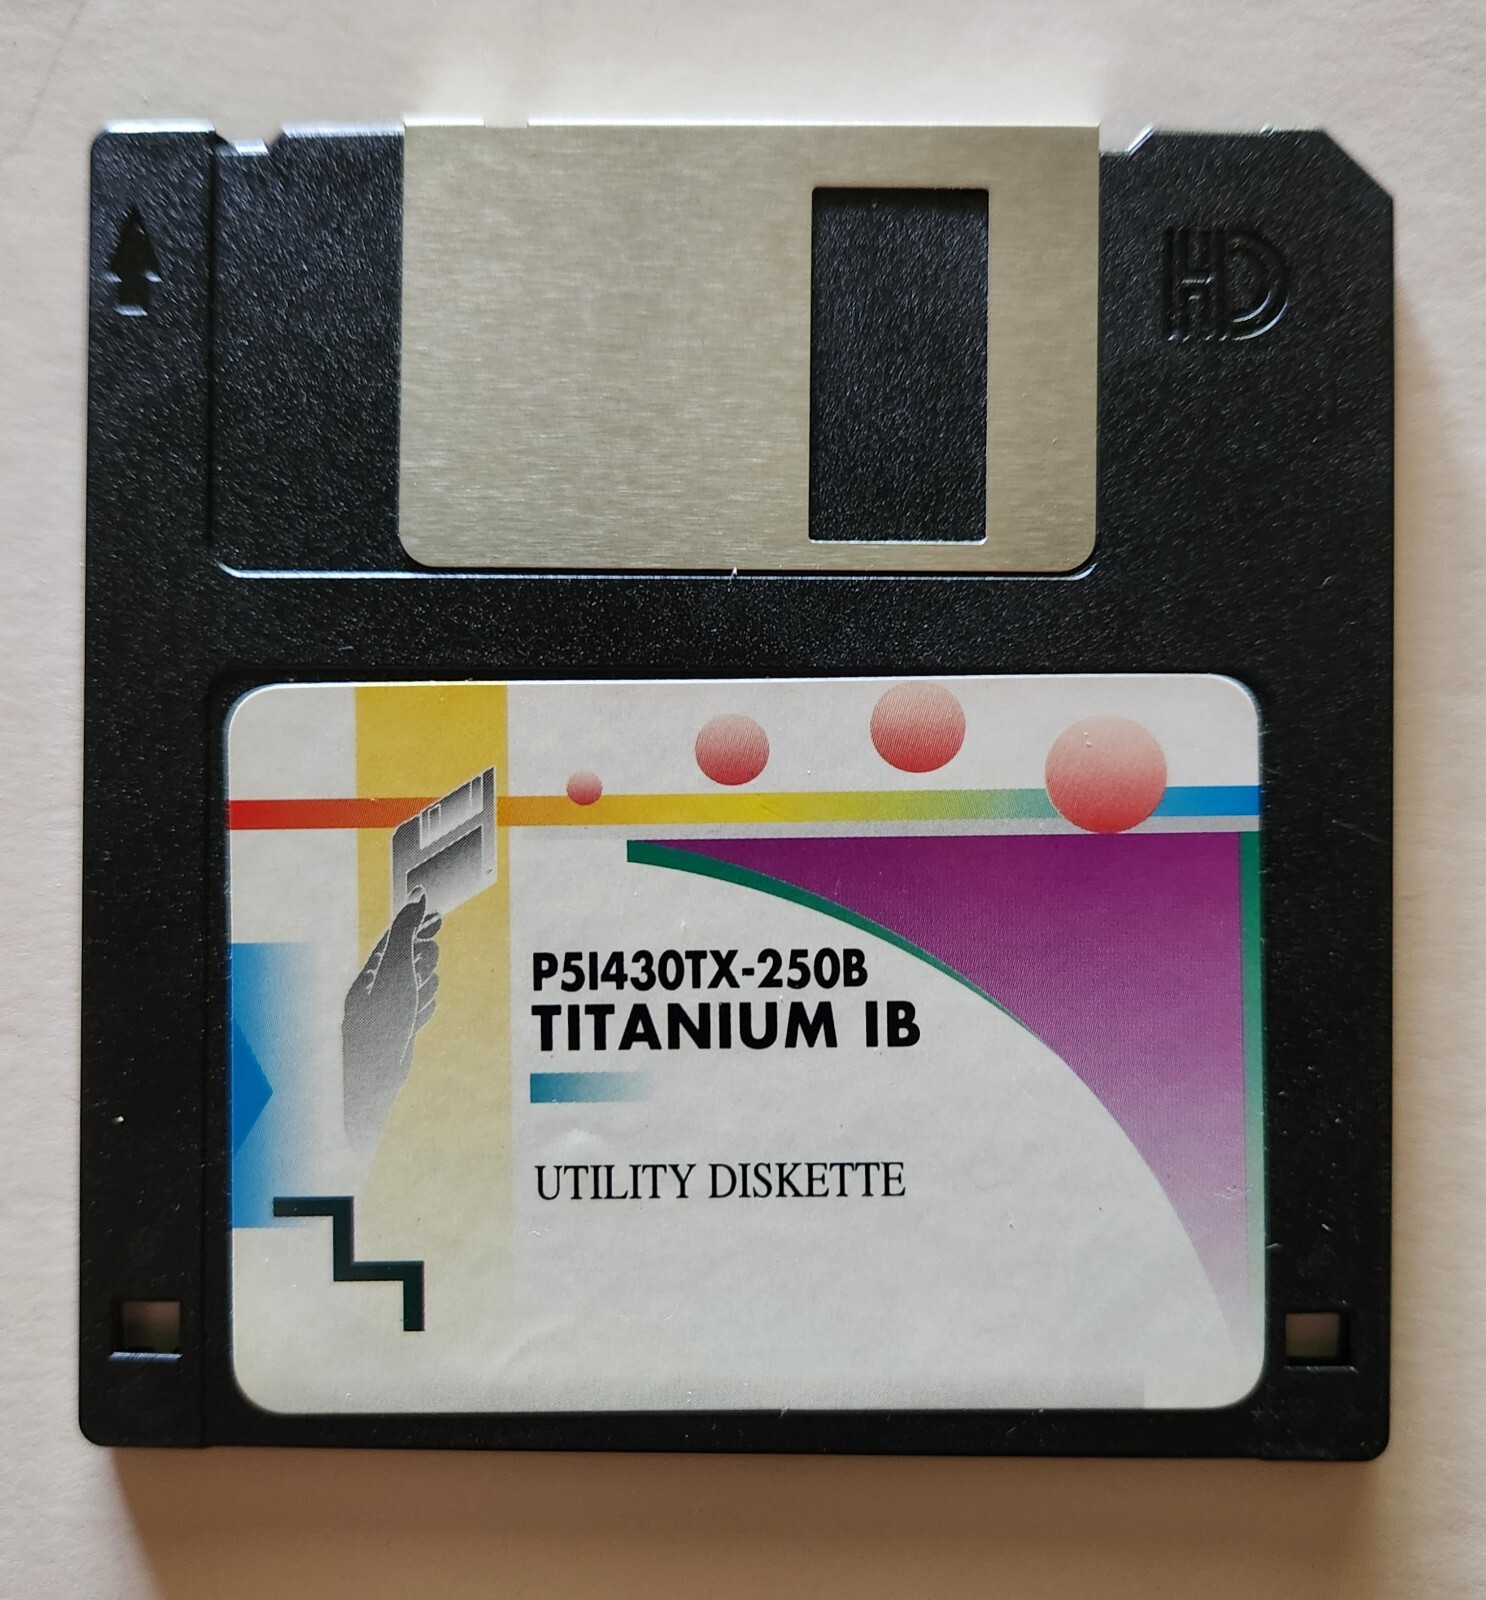 HD
P5I430TX-250B
TITANIUM IB
UTILITY DISKETTE